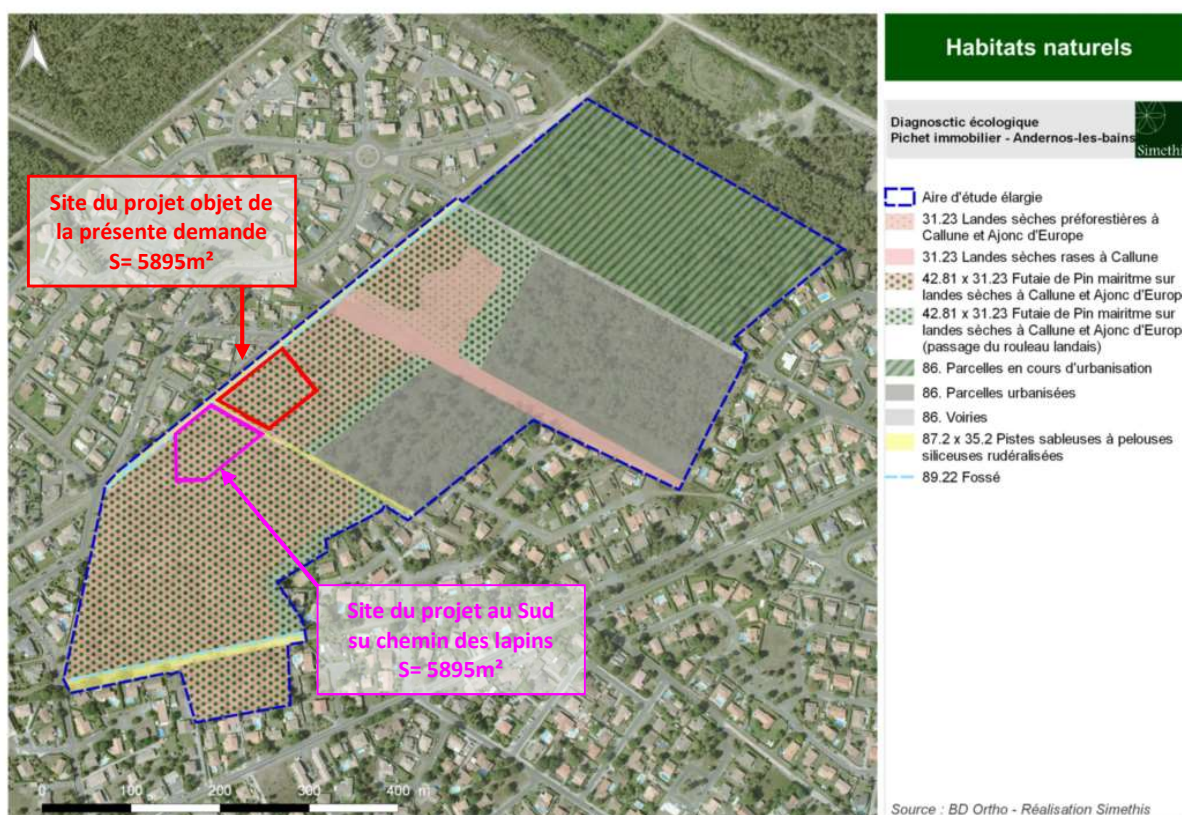 N
Site du projet objet de
la présente demande
S= 5895m²
Site du projet au Sud
su chemin des lapins
S= 5895m²
0 100 200 300 400 m
Habitats naturels
Diagnosctic écologique
Pichet immobilier - Andernos-les-bains
Simethi
Aire d'étude élargie
31.23 Landes sèches préforestières à
Callune et Ajonc d'Europe
31.23 Landes sèches rases à Callune
42.81 x 31.23 Futaie de Pin mairitme sur
landes sèches à Callune et Ajonc d'Europ
42.81 x 31.23 Futaie de Pin mairitme sur
landes sèches à Callune et Ajonc d'Europ
(passage du rouleau landais)
86. Parcelles en cours d'urbanisation
86. Parcelles urbanisées
86. Voiries
87.2 x 35.2 Pistes sableuses à pelouses
siliceuses rudéralisées
89.22 Fossé
Source : BD Ortho - Réalisation Simethis